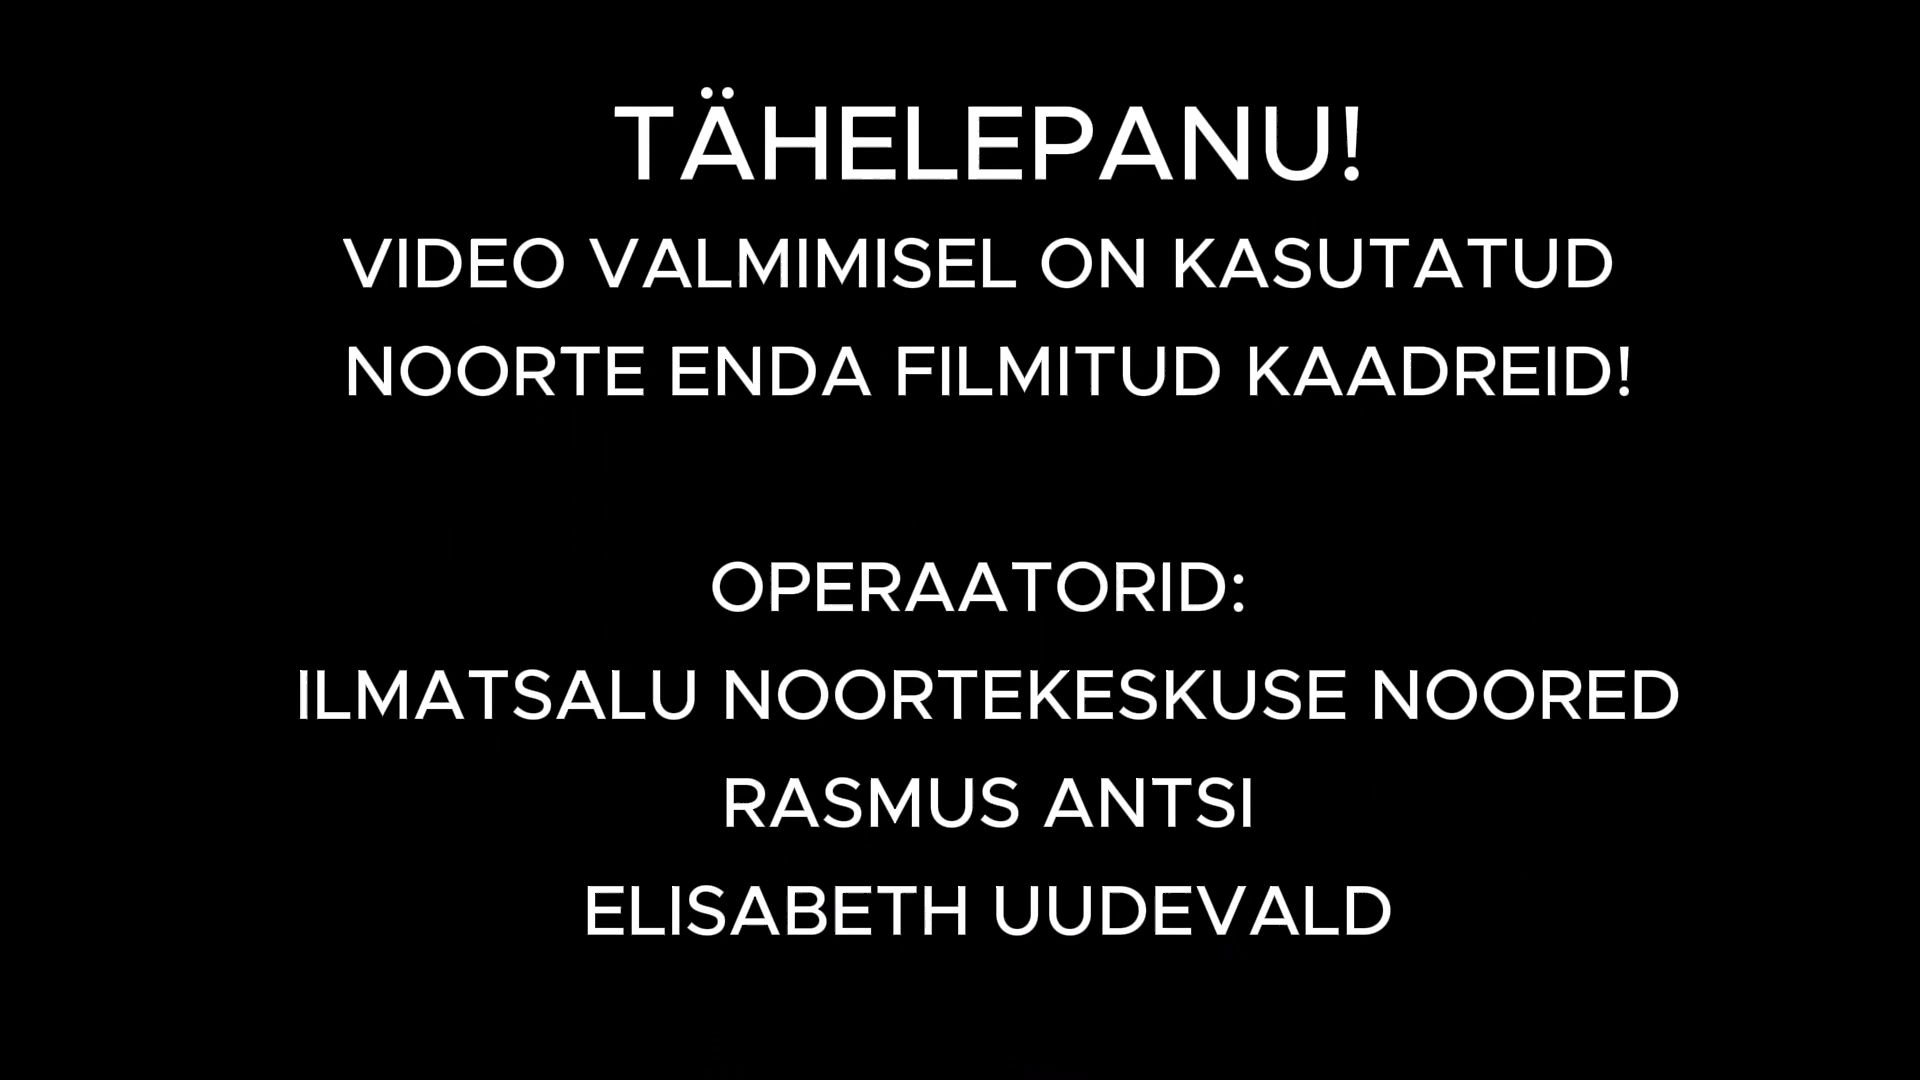 TÄHELEPANU!
VIDEO VALMIMISEL ON KASUTATUD
NOORTE ENDA FILMITUD KAADREID!
OPERAATORID:
ILMATSALU NOORTEKESKUSE NOORED
RASMUS ANTSI
ELISABETH UUDEVALD